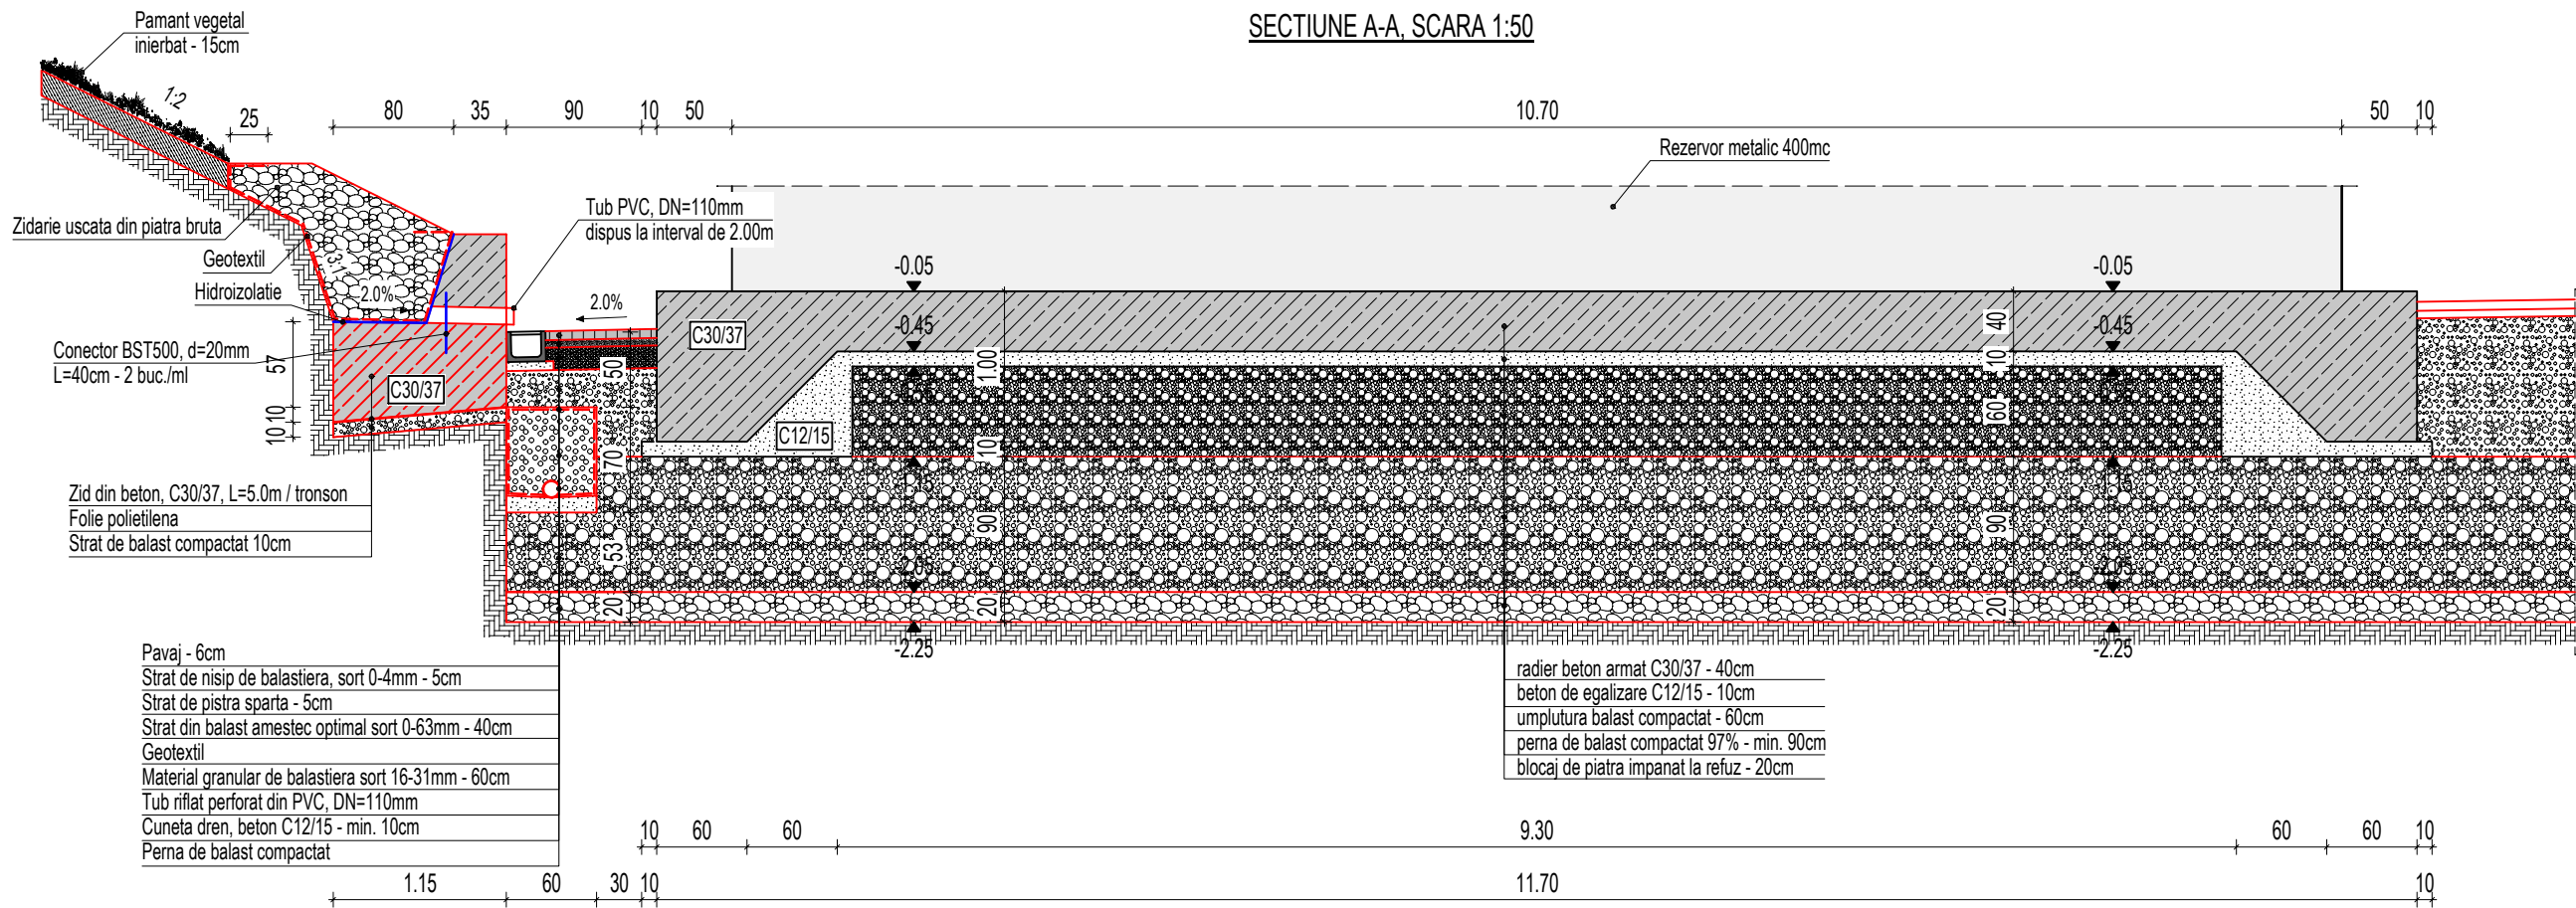 SECTIUNE A-A, SCARA 1:50
Pamant vegetal
inierbat - 15cm
1:2
25
80
35
90
10
50
10.70
50
10
Rezervor metalic 400mc
Zidarie uscata din piatra bruta
Geotextil
Hidroizolatie
3:1
2.0%
Tub PVC, DN=110mm
dispus la interval de 2.00m
2.0%
-0.05
-0.05
-0.45
-0.45
C30/37
C30/37
C12/15
Conector BST500, d=20mm
L=40cm - 2 buc./ml
57
10
10
50
70
53
20
1.00
10
90
20
40
10
60
90
20
-1.15
-1.15
-2.05
-2.05
-2.25
-2.25
Zid din beton, C30/37, L=5.0m / tronson
Folie polietilena
Strat de balast compactat 10cm
Pavaj - 6cm
Strat de nisip de balastiera, sort 0-4mm - 5cm
Strat de pistra sparta - 5cm
Strat din balast amestec optimal sort 0-63mm - 40cm
Geotextil
Material granular de balastiera sort 16-31mm - 60cm
Tub riflat perforat din PVC, DN=110mm
Cuneta dren, beton C12/15 - min. 10cm
Perna de balast compactat
radier beton armat C30/37 - 40cm
beton de egalizare C12/15 - 10cm
umplutura balast compactat - 60cm
perna de balast compactat 97% - min. 90cm
blocaj de piatra impanat la refuz - 20cm
10
60
60
9.30
60
60
10
1.15
60
30
10
11.70
10